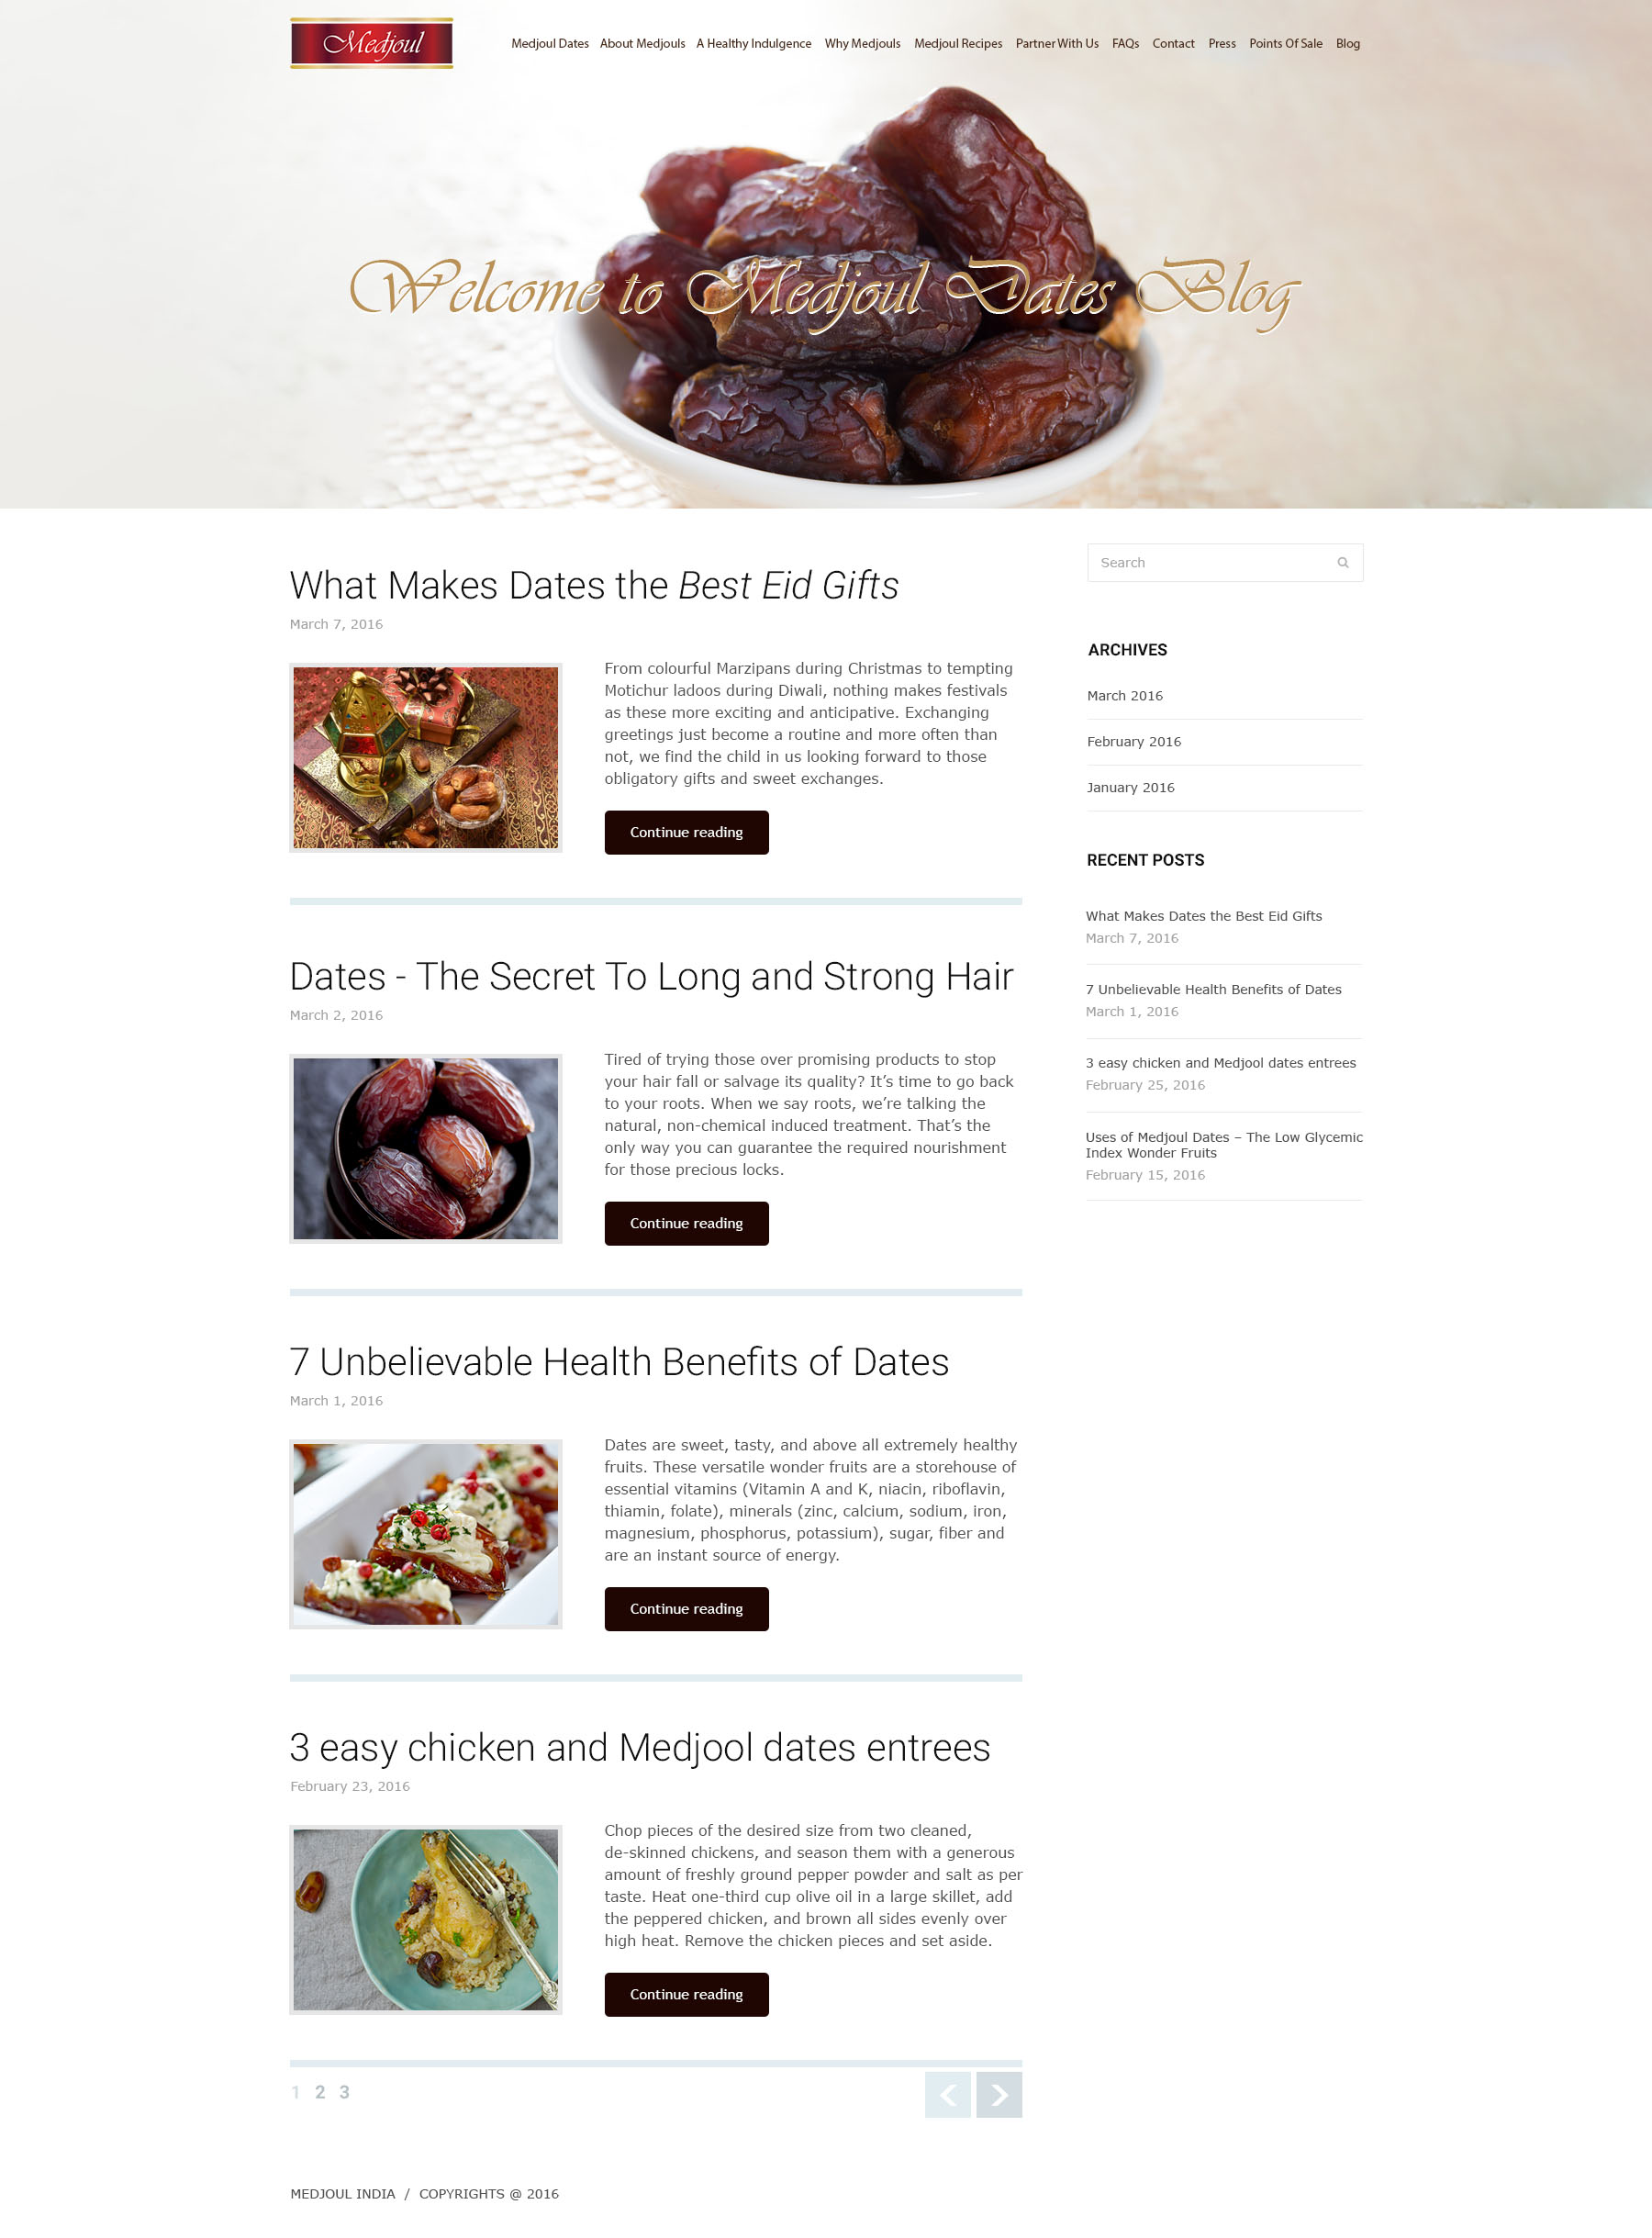 Medjoul
Medjoul Dates About Medjouls A Healthy Indulgence Why Medjouls Medjoul Recipes Partner With Us FAQs Contact Press Points Of Sale Blog
Welcome to Medjoul Dates Blog
What Makes Dates the Best Eid Gifts
March 7, 2016
From colourful Marzipans during Christmas to tempting
Motichur ladoos during Diwali, nothing makes festivals
as these more exciting and anticipative. Exchanging
greetings just become a routine and more often than
not, we find the child in us looking forward to those
obligatory gifts and sweet exchanges.
Continue reading
Dates - The Secret To Long and Strong Hair
March 2, 2016
Tired of trying those over promising products to stop
your hair fall or salvage its quality? It’s time to go back
to your roots. When we say roots, we’re talking the
natural, non-chemical induced treatment. That’s the
only way you can guarantee the required nourishment
for those precious locks.
Continue reading
7 Unbelievable Health Benefits of Dates
March 1, 2016
Dates are sweet, tasty, and above all extremely healthy
fruits. These versatile wonder fruits are a storehouse of
essential vitamins (Vitamin A and K, niacin, riboflavin,
thiamin, folate), minerals (zinc, calcium, sodium, iron,
magnesium, phosphorus, potassium), sugar, fiber and
are an instant source of energy.
Continue reading
3 easy chicken and Medjool dates entrees
February 23, 2016
Chop pieces of the desired size from two cleaned,
de-skinned chickens, and season them with a generous
amount of freshly ground pepper powder and salt as per
taste. Heat one-third cup olive oil in a large skillet, add
the peppered chicken, and brown all sides evenly over
high heat. Remove the chicken pieces and set aside.
Continue reading
1 2 3
Search
ARCHIVES
March 2016
February 2016
January 2016
RECENT POSTS
What Makes Dates the Best Eid Gifts
March 7, 2016
7 Unbelievable Health Benefits of Dates
March 1, 2016
3 easy chicken and Medjool dates entrees
February 25, 2016
Uses of Medjoul Dates – The Low Glycemic
Index Wonder Fruits
February 15, 2016
MEDJOUL INDIA / COPYRIGHTS @ 2016